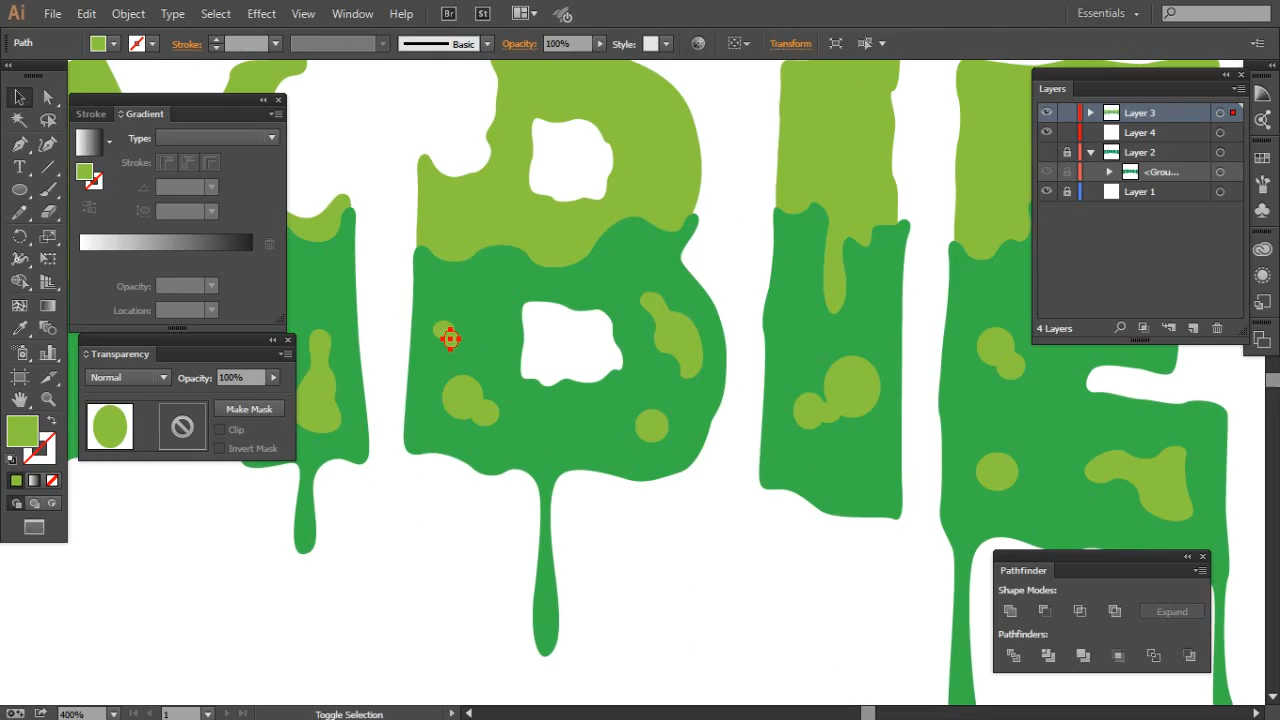 Ai File Edit Object Type Select Effect View Window Help Br St Essentials
Path Stroke: Basic Opacity: 100% Style: Transform
Stroke Gradient
Type:
Stroke:
Opacity:
Location:
Transparency
Normal Opacity: 100%
Make Mask
Clip
Invert Mask
Layers
Layer 3
Layer 4
Layer 2
<Grou...
Layer 1
4 Layers
Pathfinder
Shape Modes:
Expand
Pathfinders:
400% 1 Toggle Selection